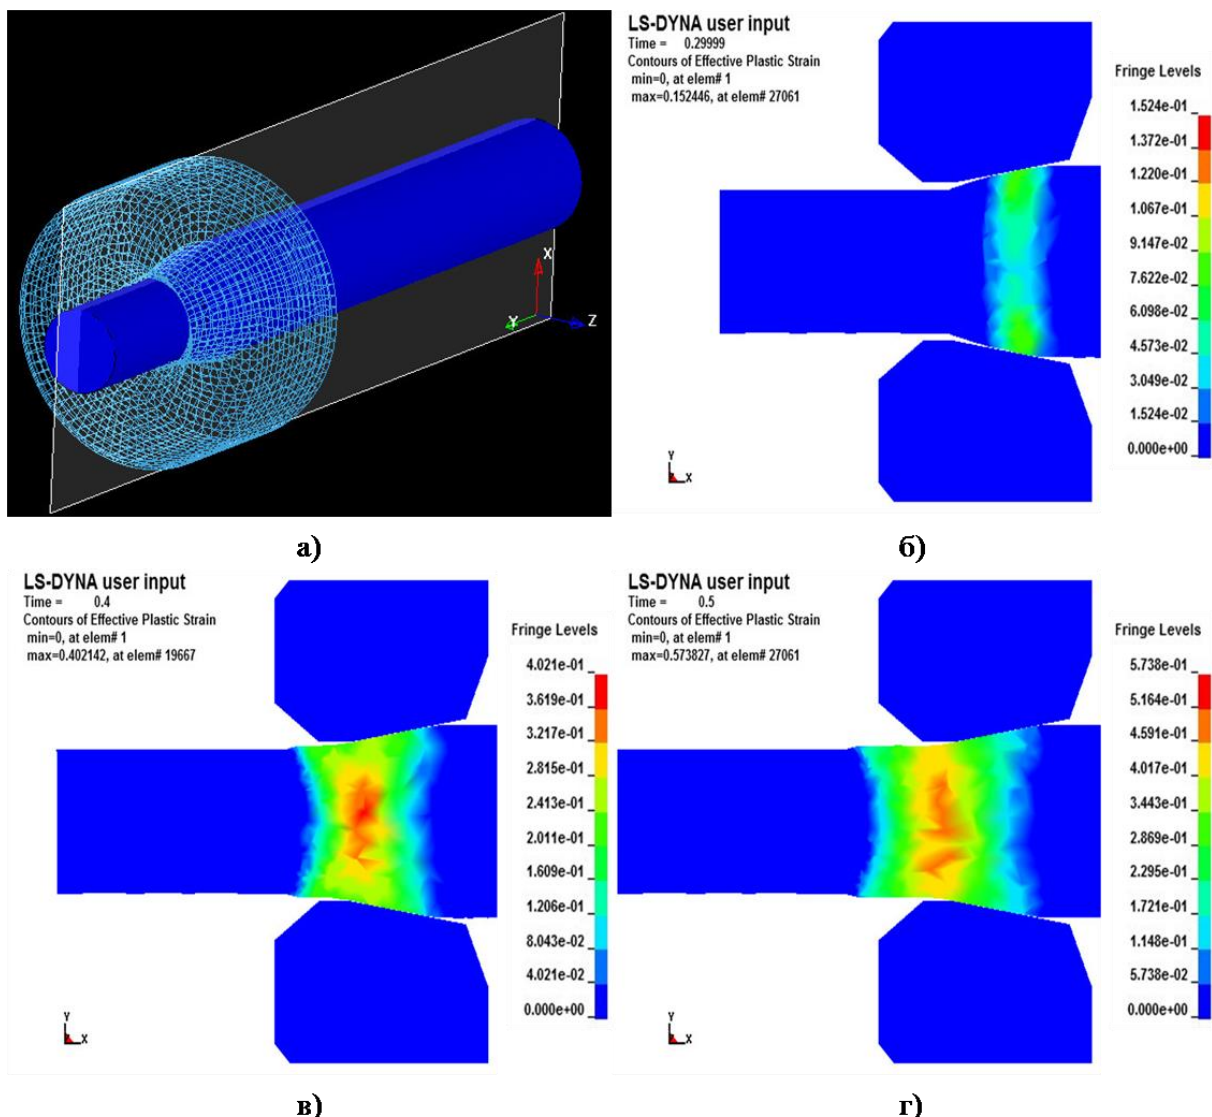 X
Y
Z
а)
LS-DYNA user input
Time = 0.29999
Contours of Effective Plastic Strain
min=0, at elem# 1
max=0.152446, at elem# 27061
Fringe Levels
1.524e-01
1.372e-01
1.220e-01
1.067e-01
9.147e-02
7.622e-02
6.098e-02
4.573e-02
3.049e-02
1.524e-02
0.000e+00
Y
X
б)
LS-DYNA user input
Time = 0.4
Contours of Effective Plastic Strain
min=0, at elem# 1
max=0.402142, at elem# 19667
Fringe Levels
4.021e-01
3.619e-01
3.217e-01
2.815e-01
2.413e-01
2.011e-01
1.609e-01
1.206e-01
8.043e-02
4.021e-02
0.000e+00
Y
X
в)
LS-DYNA user input
Time = 0.5
Contours of Effective Plastic Strain
min=0, at elem# 1
max=0.573827, at elem# 27061
Fringe Levels
5.738e-01
5.164e-01
4.591e-01
4.017e-01
3.443e-01
2.869e-01
2.295e-01
1.721e-01
1.148e-01
5.738e-02
0.000e+00
Y
X
г)